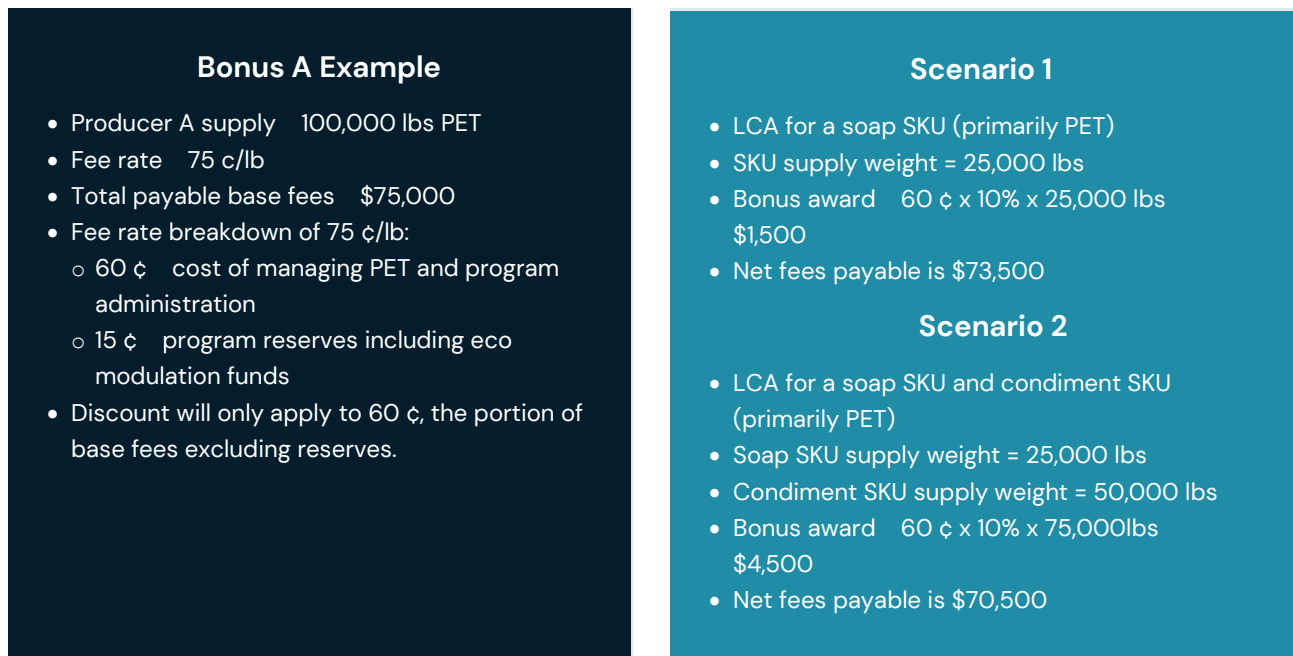 Bonus A Example
• Producer A supply 100,000 lbs PET
• Fee rate 75 c/lb
• Total payable base fees $75,000
• Fee rate breakdown of 75 ¢/lb:
○ 60 ¢ cost of managing PET and program
administration
○ 15 ¢ program reserves including eco
modulation funds
• Discount will only apply to 60 ¢, the portion of
base fees excluding reserves.
Scenario 1
• LCA for a soap SKU (primarily PET)
• SKU supply weight = 25,000 lbs
• Bonus award 60 ¢ x 10% x 25,000 lbs
$1,500
• Net fees payable is $73,500
Scenario 2
• LCA for a soap SKU and condiment SKU
(primarily PET)
• Soap SKU supply weight = 25,000 lbs
• Condiment SKU supply weight = 50,000 lbs
• Bonus award 60 ¢ x 10% x 75,000lbs
$4,500
• Net fees payable is $70,500